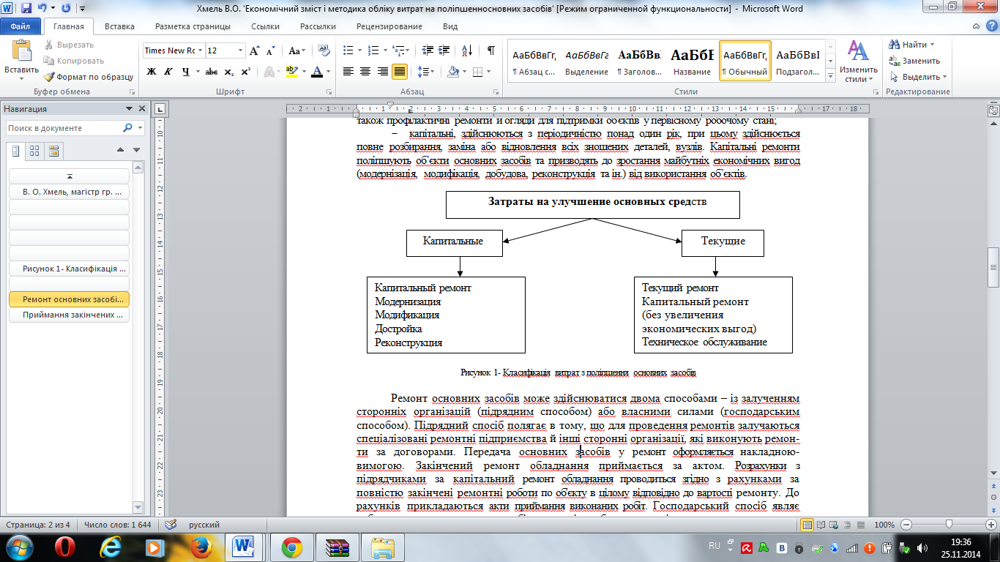 Хмель В.О. 'Економічний зміст і методика обліку витрат на поліпшенносновних засобів' [Режим ограниченной функциональности] - Microsoft Word
Файл Главная Вставка Разметка страницы Ссылки Рассылки Рецензирование Вид
Вставить
Вырезать
Копировать
Формат по образцу
Буфер обмена
Times New Rc 12
Ж К Ч abc x₂ x²
Шрифт
Абзац
АаБбВвГг, АаБбВвГг АаБбВв. АаБбЕ АаБбВвГг, АаБбВвІ
¶ Абзац с... Выделение ¶ Заголов... Название ¶ Обычный Подзагол...
Стили
Изменить стили
Найти
Заменить
Выделить
Редактирование
Навигация
Поиск в документе
В. О. Хмель, магістр гр. ...
Рисунок 1- Класифікація ...
Ремонт основних засобі...
Приймання закінчених ...
також профілактичні ремонти й огляди для підтримки об'єктів у первісному робочому стані;
– капітальні, здійснюються з періодичністю понад один рік, при цьому здійснюється
повне розбирання, заміна або відновлення всіх зношених деталей, вузлів. Капітальні ремонти
поліпшують об'єкти основних засобів та призводять до зростання майбутніх економічних вигод
(модернізація, модифікація, добудова, реконструкція та ін.) від використання об'єктів.
Затраты на улучшение основных средств
Капитальные
Текущие
Капитальный ремонт
Модернизация
Модификация
Достройка
Реконструкция
Текущий ремонт
Капитальный ремонт
(без увеличения
экономических выгод)
Техническое обслуживание
Рисунок 1- Класифікація витрат з поліпшення основних засобів
Ремонт основних засобів може здійснюватися двома способами – із залученням
сторонніх організацій (підрядним способом) або власними силами (господарським
способом). Підрядний спосіб полягає в тому, що для проведення ремонтів залучаються
спеціалізовані ремонтні підприємства й інші сторонні організації, які виконують ремон-
ти за договорами. Передача основних засобів у ремонт оформляється накладною-
вимогою. Закінчений ремонт обладнання приймається за актом. Розрахунки з
підрядчиками за капітальний ремонт обладнання проводиться згідно з рахунками за
повністю закінчені ремонтні роботи по об'єкту в цілому відповідно до вартості ремонту. До
рахунків прикладаються акти приймання виконаних робіт. Господарський спосіб являє
Страница: 2 из 4 Число слов: 1 644 русский 100%
RU
19:36
25.11.2014